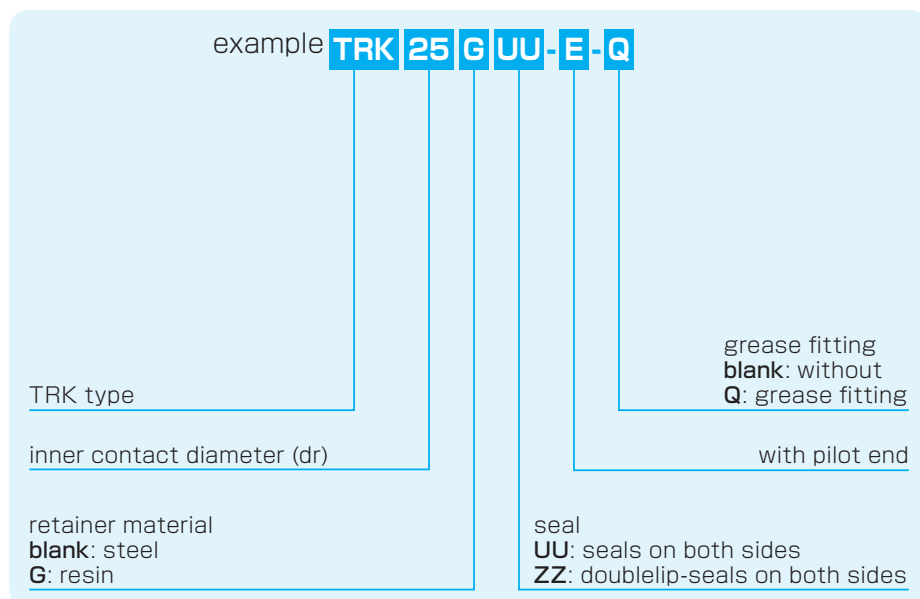 example TRK 25 G UU - E - Q
grease fitting
blank: without
TRK type
Q: grease fitting
inner contact diameter (dr)
with pilot end
retainer material
blank: steel
G: resin
seal
UU: seals on both sides
ZZ: doublelip-seals on both sides